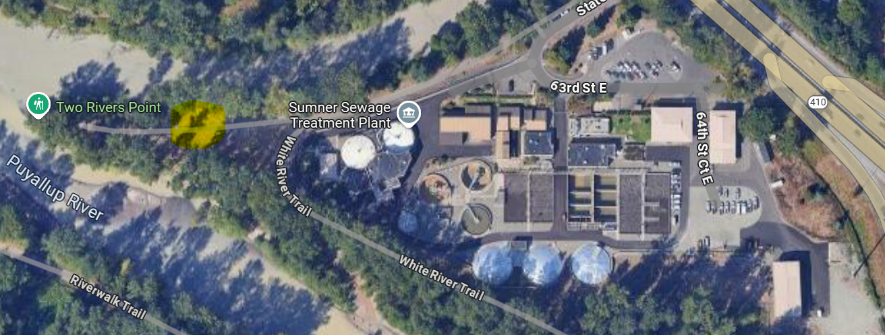 State
63rd St E
410
Two Rivers Point
Sumner Sewage
Treatment Plant
64th St Ct E
White River Trail
Puyallup River
White River Trail
Riverwalk Trail